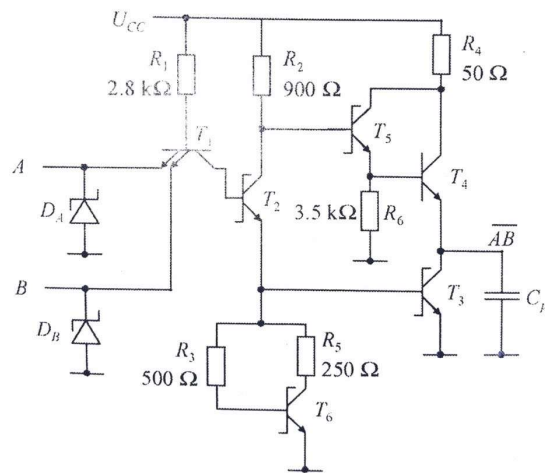 U_CC
R_1
2.8 kΩ
R_2
900 Ω
R_4
50 Ω
T_1
T_5
A
T_2
T_4
D_A
3.5 kΩ
R_6
\overline{AB}
B
T_3
D_B
R_3
500 Ω
R_5
250 Ω
T_6